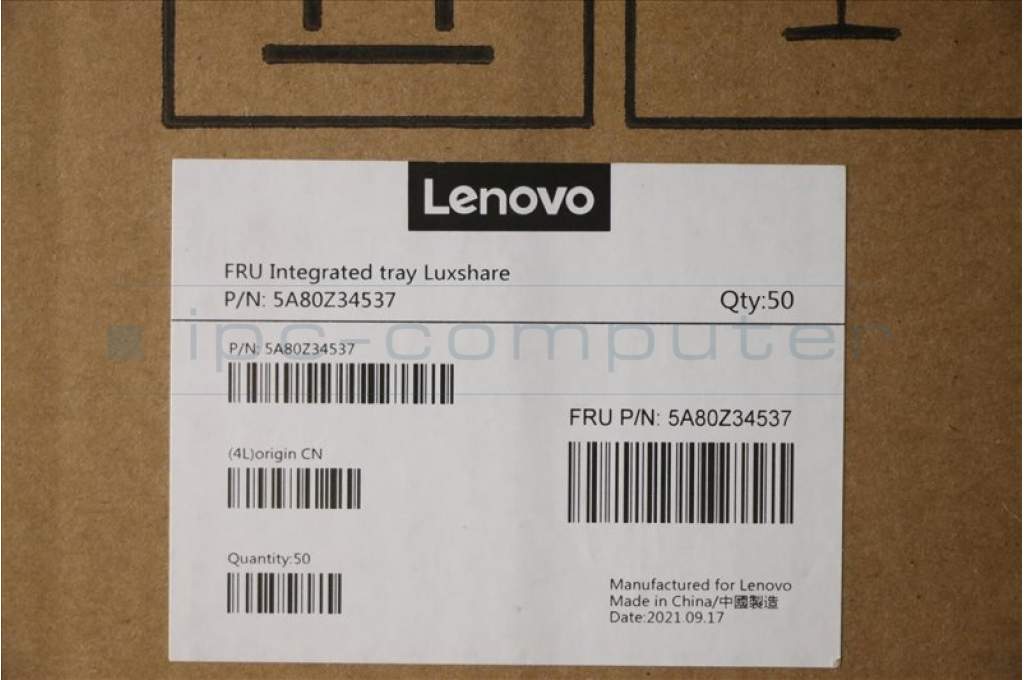 Lenovo
FRU Integrated tray Luxshare
P/N: 5A80Z34537
Qty:50
ipc-computer
P/N: 5A80Z34537
FRU P/N: 5A80Z34537
(4L)origin CN
Quantity:50
Manufactured for Lenovo
Made in China/中國製造
Date:2021.09.17